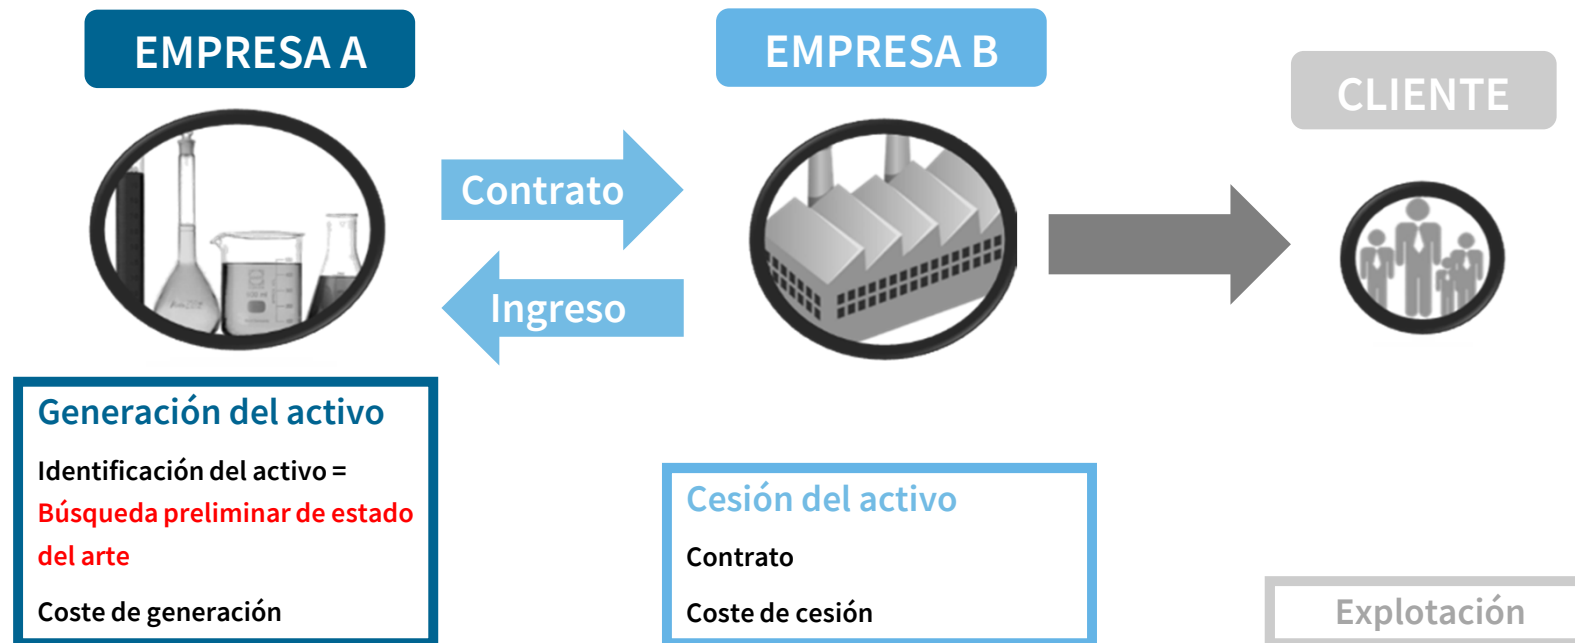 EMPRESA A
EMPRESA B
CLIENTE
Contrato
Ingreso
Generación del activo
Identificación del activo =
Búsqueda preliminar de estado
del arte
Coste de generación
Cesión del activo
Contrato
Coste de cesión
Explotación